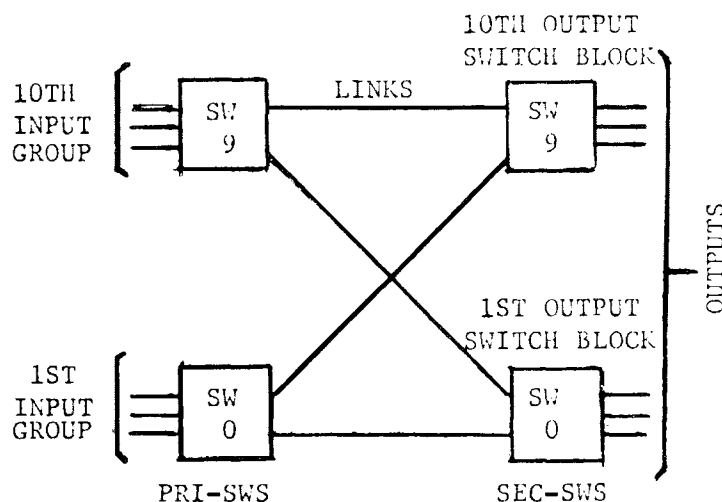 10TH OUTPUT
SWITCH BLOCK
10TH
INPUT
GROUP
SW
9
LINKS
SW
9
OUTPUTS
1ST OUTPUT
SWITCH BLOCK
1ST
INPUT
GROUP
SW
0
SW
0
PRI-SWS
SEC-SWS